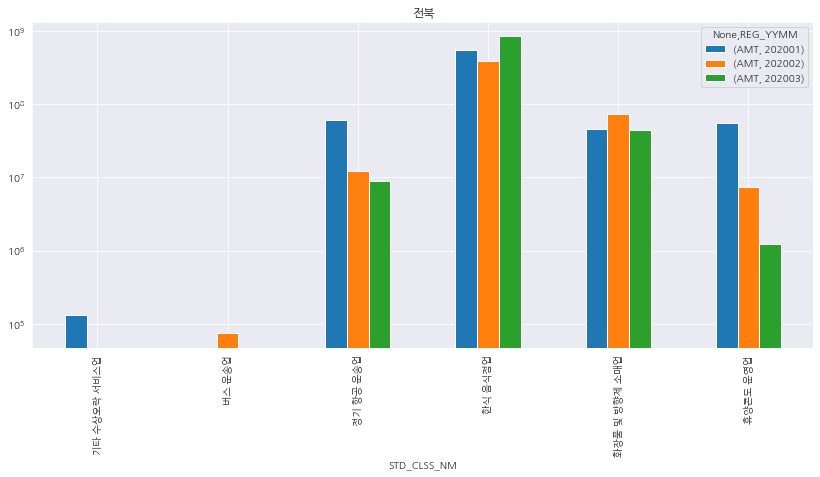 전북
None,REG_YYMM
(AMT, 202001)
(AMT, 202002)
(AMT, 202003)
10⁹
10⁸
10⁷
10⁶
10⁵
기타 수상오락 서비스업
버스 운송업
정기 항공 운송업
한식 음식점업
화장품 및 방향제 소매업
휴양콘도 운영업
STD_CLSS_NM